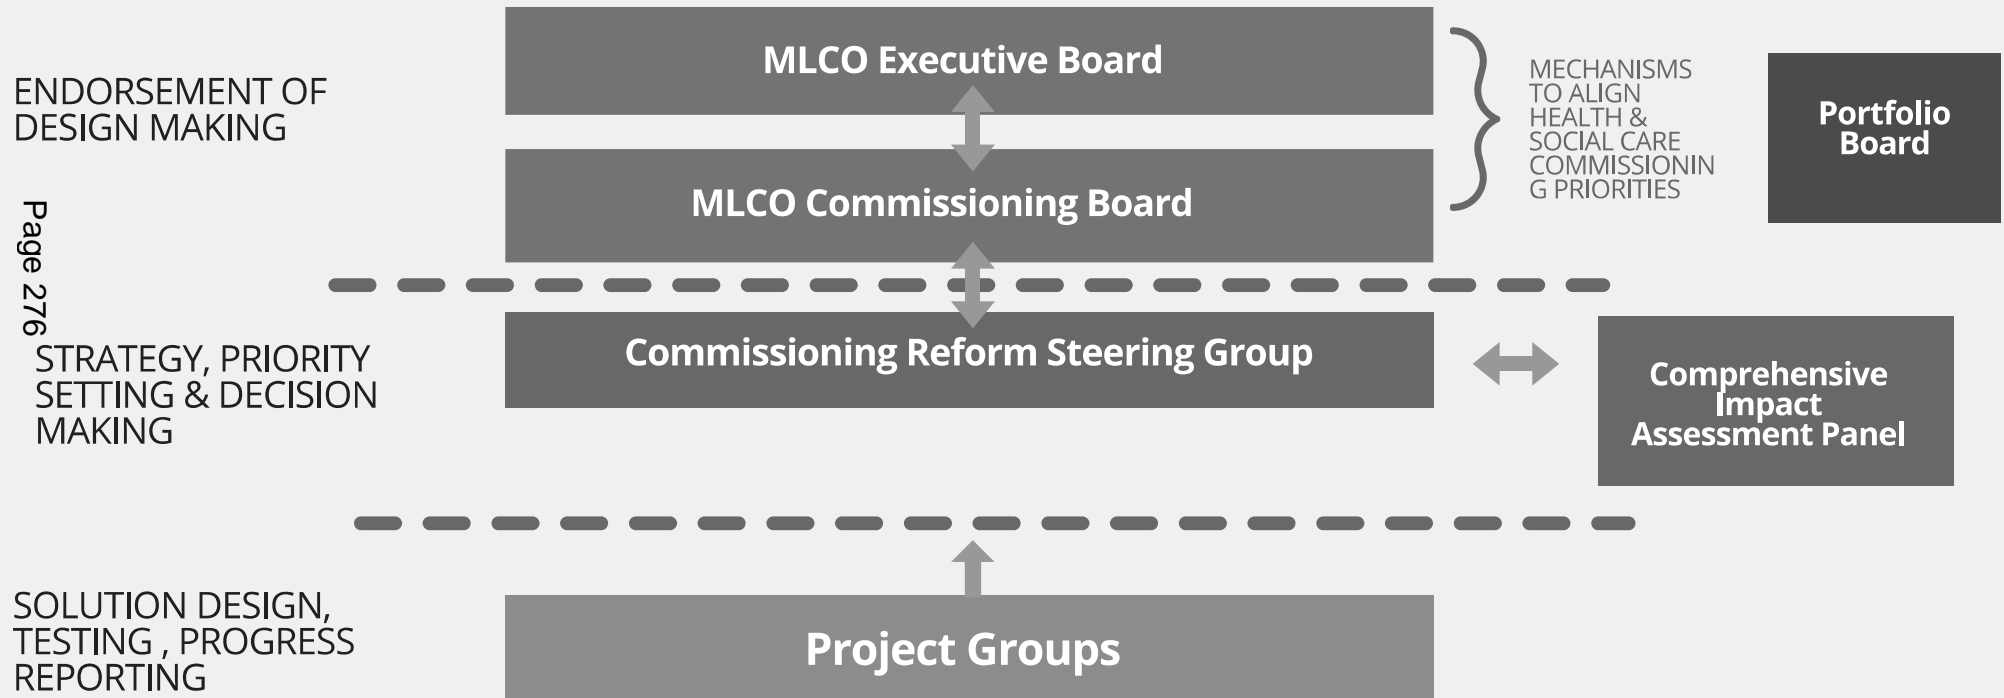 MLCO Executive Board
ENDORSEMENT OF
DESIGN MAKING
MECHANISMS
TO ALIGN
HEALTH &
SOCIAL CARE
COMMISSIONIN
G PRIORITIES
Portfolio
Board
MLCO Commissioning Board
Page 276
STRATEGY, PRIORITY
SETTING & DECISION
MAKING
Commissioning Reform Steering Group
Comprehensive
Impact
Assessment Panel
SOLUTION DESIGN,
TESTING , PROGRESS
REPORTING
Project Groups